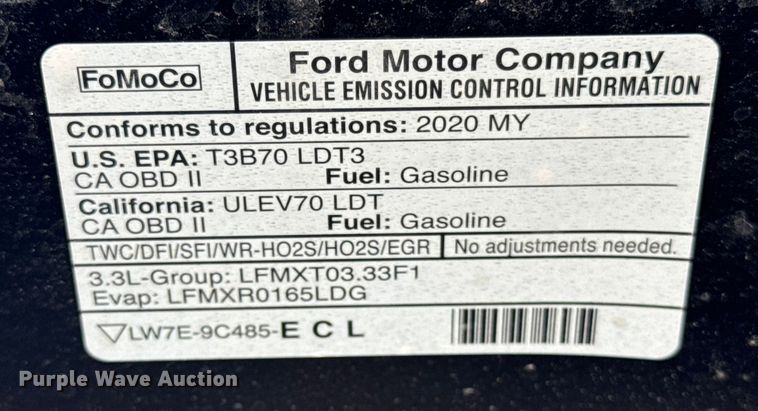 FoMoCo
Ford Motor Company
VEHICLE EMISSION CONTROL INFORMATION
Conforms to regulations: 2020 MY
U.S. EPA: T3B70 LDT3
CA OBD II Fuel: Gasoline
California: ULEV70 LDT
CA OBD II Fuel: Gasoline
TWC/DFI/SFI/WR-HO2S/HO2S/EGR No adjustments needed.
3.3L-Group: LFMXT03.33F1
Evap: LFMXR0165LDG
LW7E-9C485-E C L
Purple Wave Auction